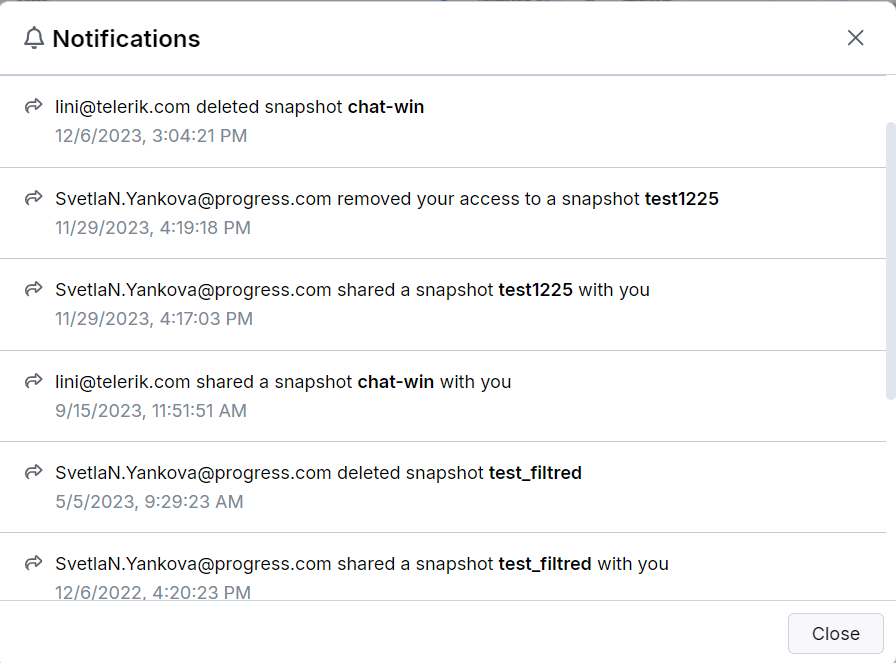 Notifications
lini@telerik.com deleted snapshot chat-win
12/6/2023, 3:04:21 PM
SvetlaN.Yankova@progress.com removed your access to a snapshot test1225
11/29/2023, 4:19:18 PM
SvetlaN.Yankova@progress.com shared a snapshot test1225 with you
11/29/2023, 4:17:03 PM
lini@telerik.com shared a snapshot chat-win with you
9/15/2023, 11:51:51 AM
SvetlaN.Yankova@progress.com deleted snapshot test_filtred
5/5/2023, 9:29:23 AM
SvetlaN.Yankova@progress.com shared a snapshot test_filtred with you
12/6/2022, 4:20:23 PM
Close